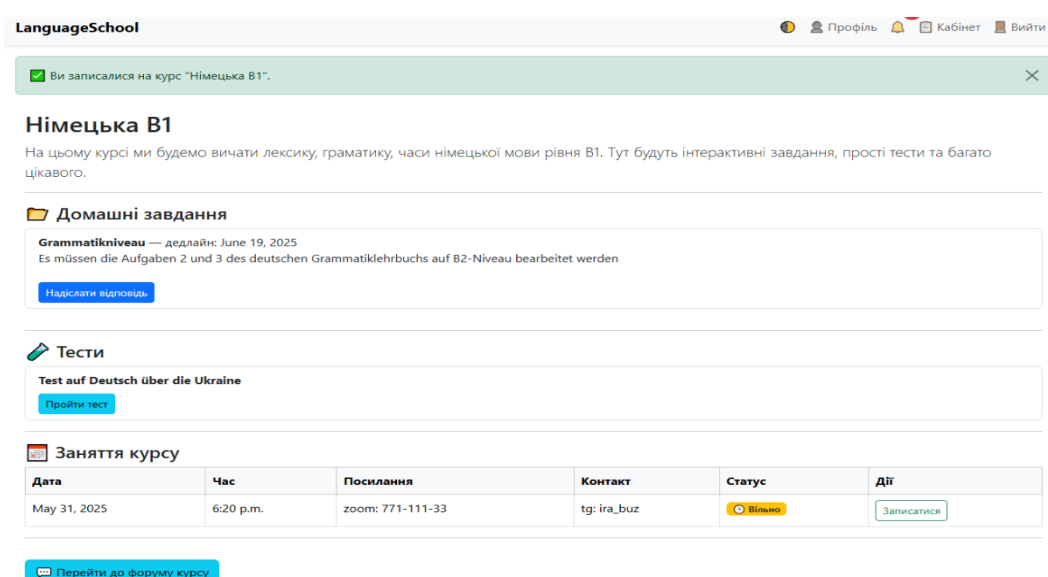 LanguageSchool
Профіль Кабінет Вийти
Ви записалися на курс "Німецька B1".
Німецька B1
На цьому курсі ми будемо вичати лексику, граматику, часи німецької мови рівня B1. Тут будуть інтерактивні завдання, прості тести та багато
цікавого.
Домашні завдання
Grammatikniveau — дедлайн: June 19, 2025
Es müssen die Aufgaben 2 und 3 des deutschen Grammatiklehrbuchs auf B2-Niveau bearbeitet werden
Надіслати відповідь
Тести
Test auf Deutsch über die Ukraine
Пройти тест
Заняття курсу
Дата Час Посилання Контакт Статус Дії
May 31, 2025 6:20 p.m. zoom: 771-111-33 tg: ira_buz Вільно Записатися
Перейти до форуму курсу